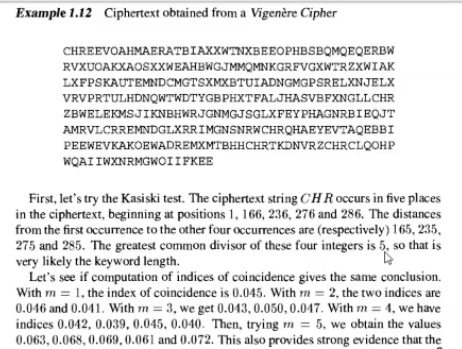 Example 1.12 Ciphertext obtained from a Vigenère Cipher
CHREEVOAHMAERATBIAXXWTNXBEEOPHBSBQMQEQERBW
RVXUOAKXAOSXXWEAHBWGJMMQMNKGRFVGXWTRZXWIAK
LXFPSKAUTEMNDCMGTSXMXBTUIADNGMGPSRELXNJELX
VRVPRTULHDNQWTWDTYGBPHXTFALJHASVBFXNGLLCHR
ZBWELEKMSJIKNBHWRJGNMGJSGLXFEYPHAGNRBIEQJT
AMRVLCRREMNDGLXRRIMGNSNRWCHRQHAEYEVTAQEBBI
PEEWEVKAKOEWADREMXMTBHHCHRTKDNVRZCHRCLQOHP
WQAIIWXNRMGWOIIFKEE
First, let's try the Kasiski test. The ciphertext string CHR occurs in five places
in the ciphertext, beginning at positions 1, 166, 236, 276 and 286. The distances
from the first occurrence to the other four occurrences are (respectively) 165, 235,
275 and 285. The greatest common divisor of these four integers is 5, so that is
very likely the keyword length.
Let's see if computation of indices of coincidence gives the same conclusion.
With m = 1, the index of coincidence is 0.045. With m = 2, the two indices are
0.046 and 0.041. With m = 3, we get 0.043, 0.050, 0.047. With m = 4, we have
indices 0.042, 0.039, 0.045, 0.040. Then, trying m = 5, we obtain the values
0.063, 0.068, 0.069, 0.061 and 0.072. This also provides strong evidence that the